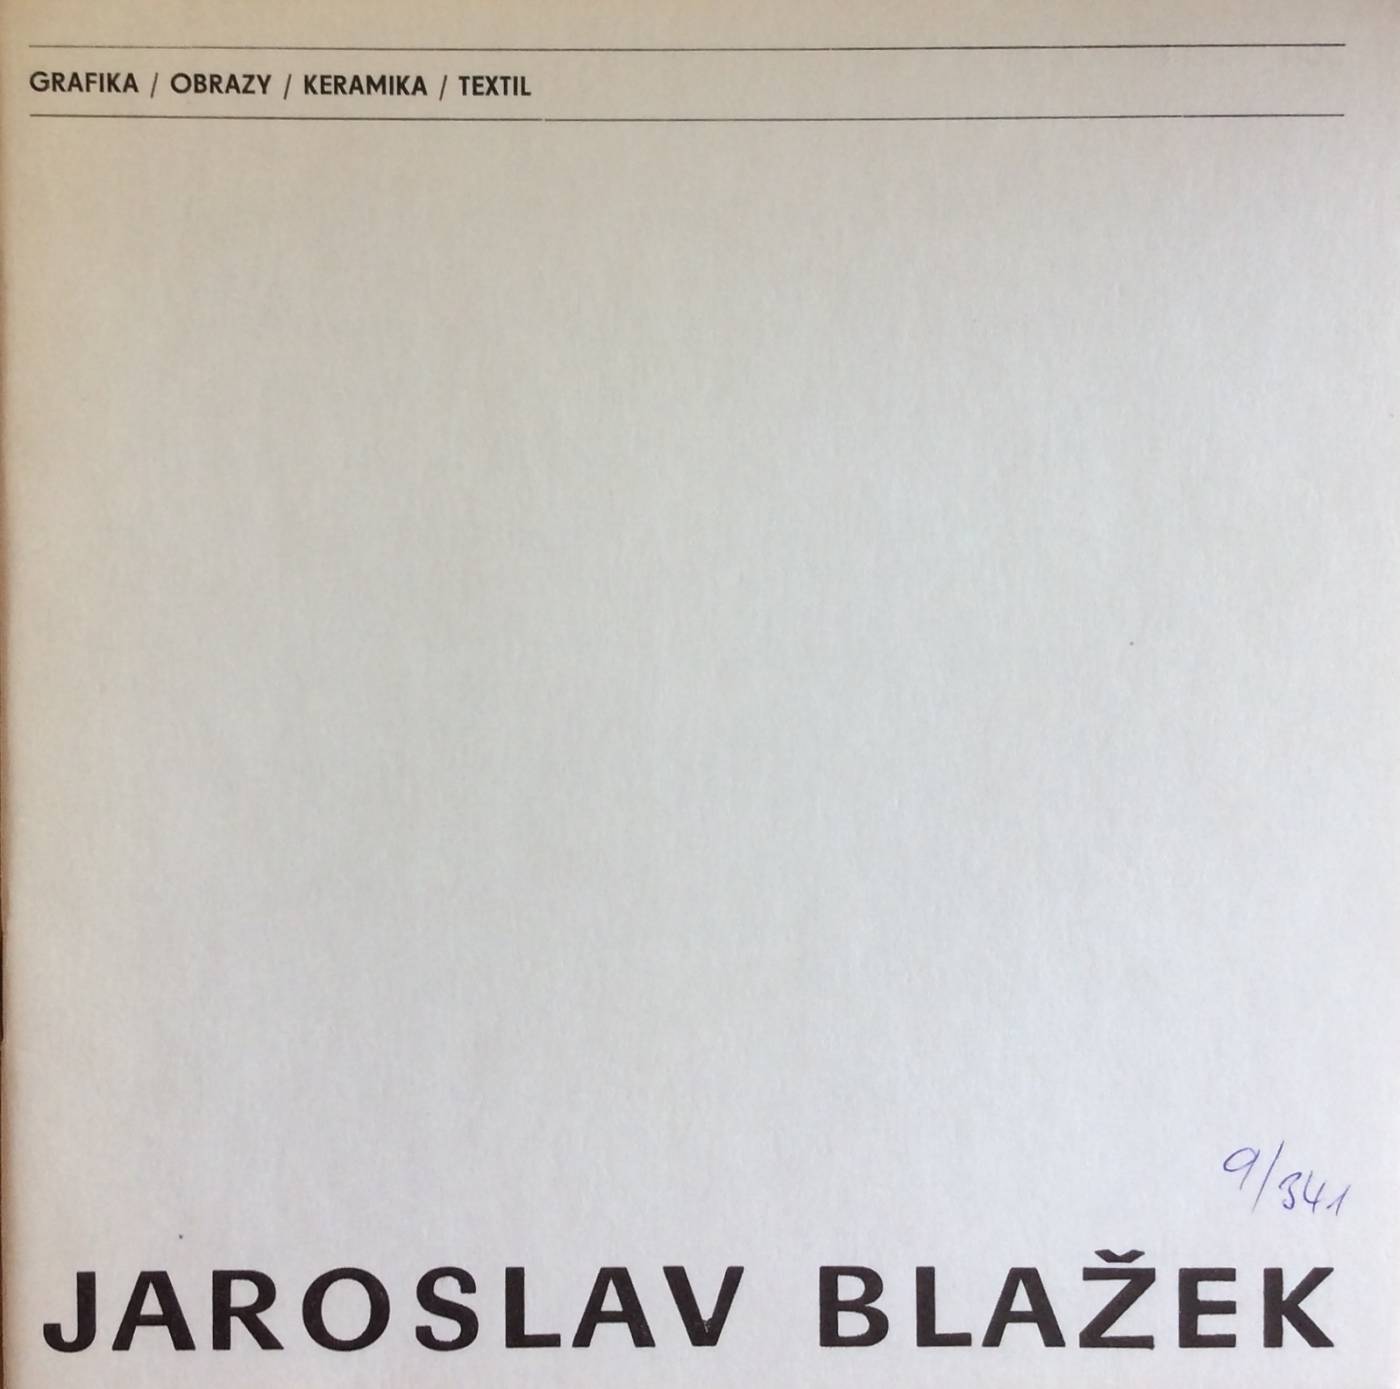 GRAFIKA / OBRAZY / KERAMIKA / TEXTIL
9/341
JAROSLAV BLAŽEK